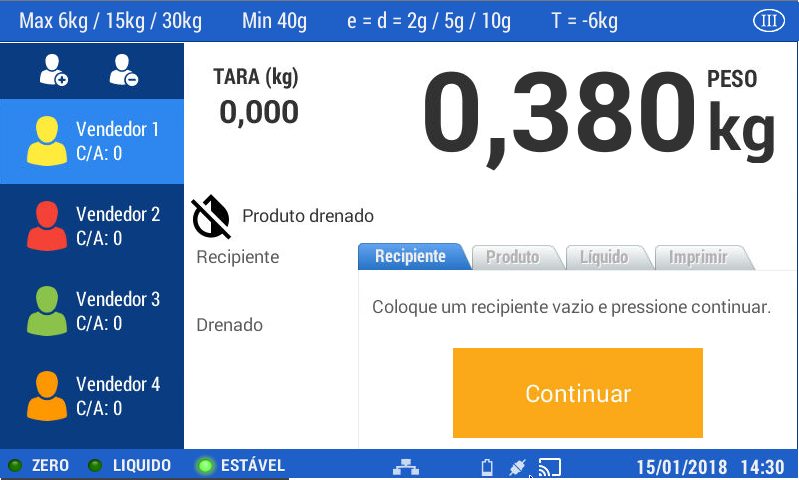 Max 6kg / 15kg / 30kg Min 40g e = d = 2g / 5g / 10g T = -6kg III
TARA (kg)
0,000
0,380 kg
PESO
Vendedor 1
C/A: 0
Vendedor 2
C/A: 0
Vendedor 3
C/A: 0
Vendedor 4
C/A: 0
Produto drenado
Recipiente
Drenado
Recipiente Produto Líquido Imprimir
Coloque um recipiente vazio e pressione continuar.
Continuar
ZERO LIQUIDO ESTÁVEL 15/01/2018 14:30